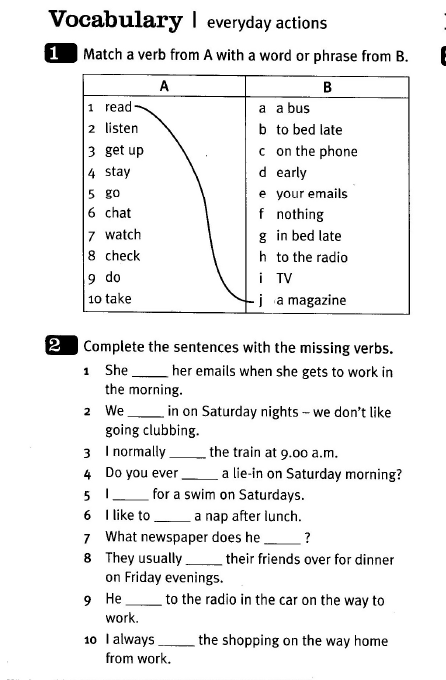 Vocabulary | everyday actions
1 Match a verb from A with a word or phrase from B.
A B
1 read a a bus
2 listen b to bed late
3 get up c on the phone
4 stay d early
5 go e your emails
6 chat f nothing
7 watch g in bed late
8 check h to the radio
9 do i TV
10 take j a magazine
2 Complete the sentences with the missing verbs.
1 She _____ her emails when she gets to work in
the morning.
2 We _____ in on Saturday nights – we don't like
going clubbing.
3 I normally _____ the train at 9.00 a.m.
4 Do you ever _____ a lie-in on Saturday morning?
5 I _____ for a swim on Saturdays.
6 I like to _____ a nap after lunch.
7 What newspaper does he _____ ?
8 They usually _____ their friends over for dinner
on Friday evenings.
9 He _____ to the radio in the car on the way to
work.
10 I always _____ the shopping on the way home
from work.